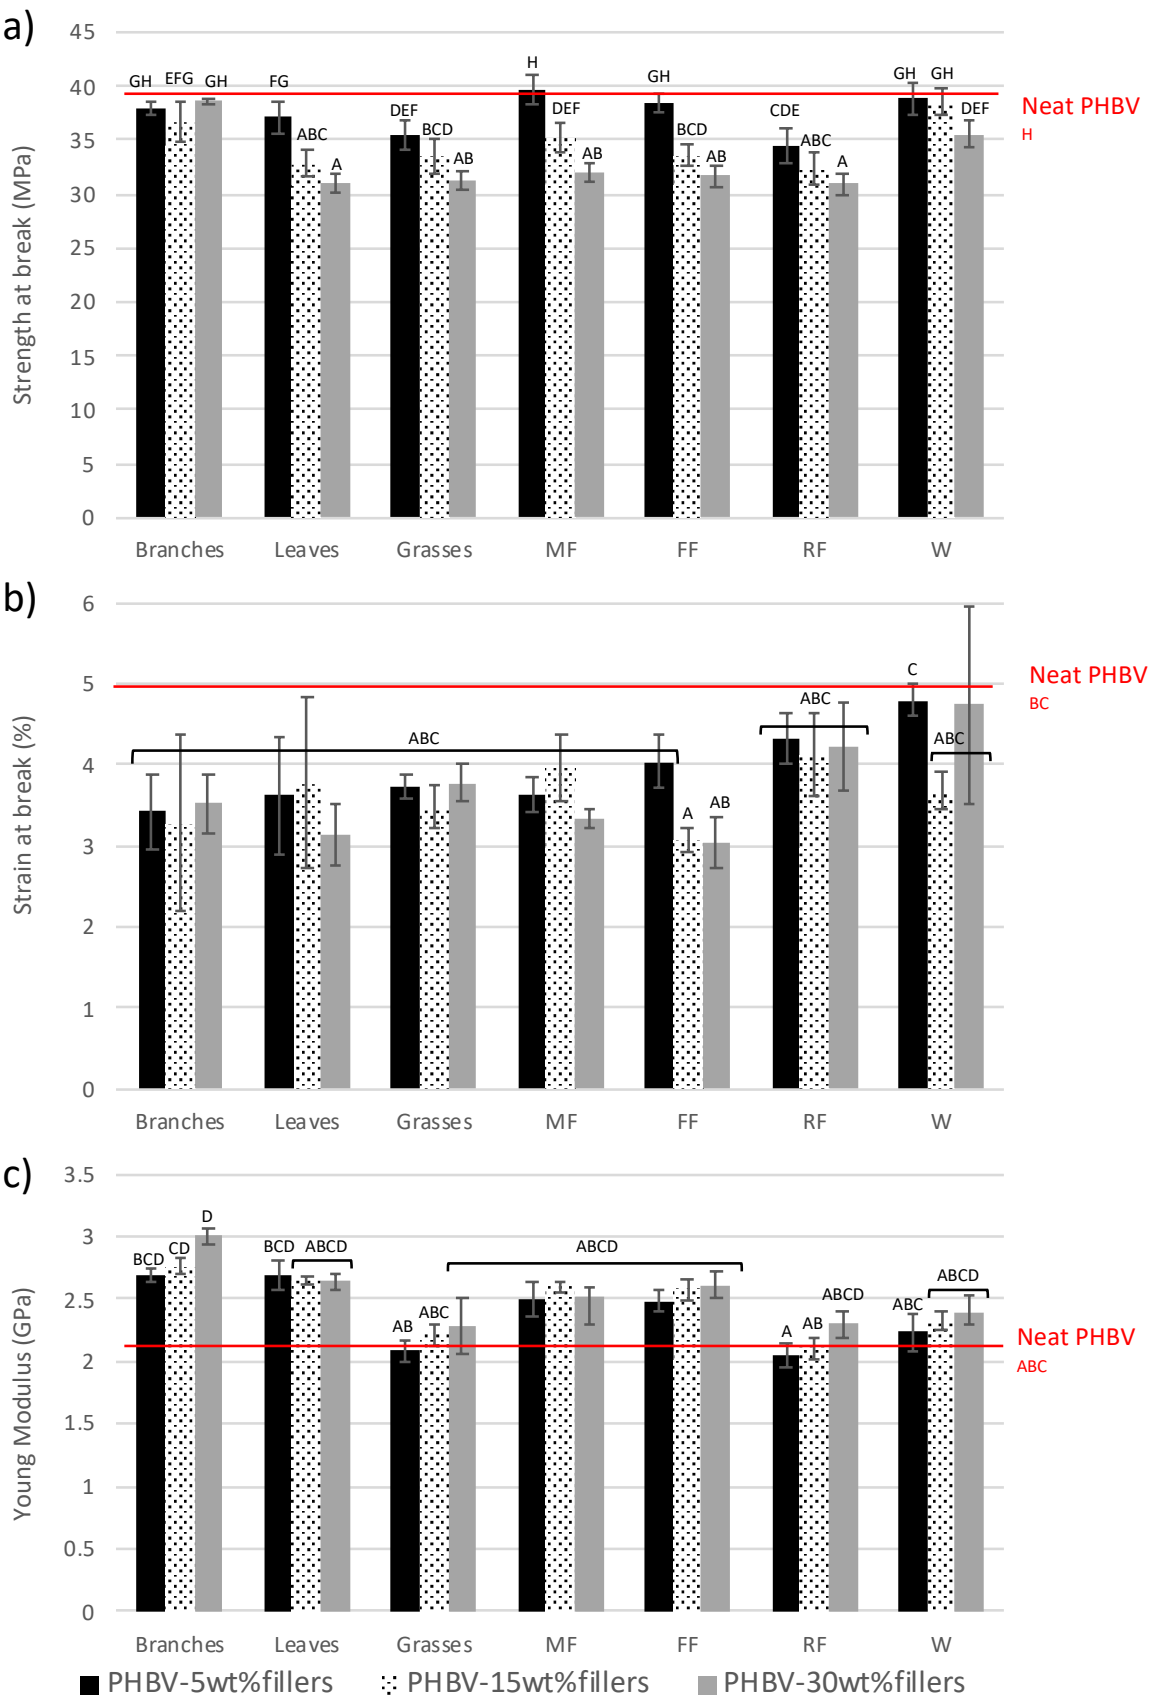 a)
Strength at break (MPa)
45
40
35
30
25
20
15
10
5
0
GH EFG GH
FG ABC A
DEF BCD AB
H DEF AB
GH BCD AB
CDE ABC A
GH GH DEF
Neat PHBV
H
Branches Leaves Grasses MF FF RF W
b)
Strain at break (%)
6
5
4
3
2
1
0
ABC
A AB
ABC
C
ABC
Neat PHBV
BC
Branches Leaves Grasses MF FF RF W
c)
Young Modulus (GPa)
3.5
3
2.5
2
1.5
1
0.5
0
BCD CD D
BCD ABCD
AB ABC
ABCD
A AB ABCD
ABC ABCD
Neat PHBV
ABC
Branches Leaves Grasses MF FF RF W
PHBV-5wt%fillers PHBV-15wt%fillers PHBV-30wt%fillers